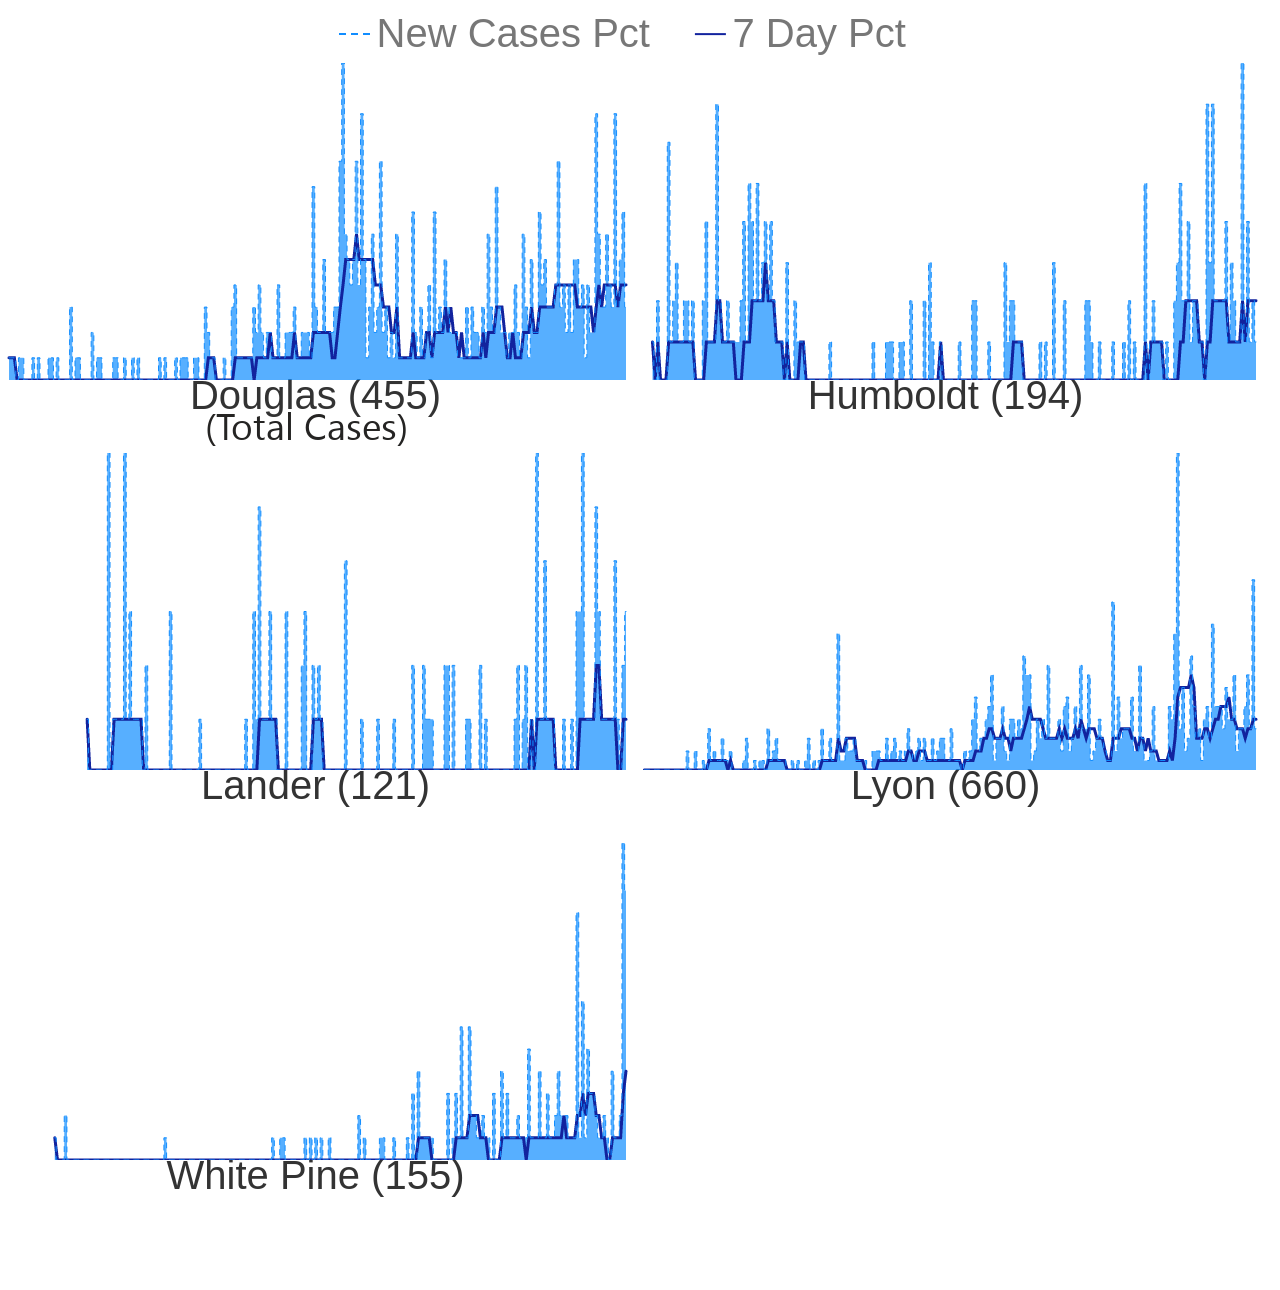 New Cases Pct 7 Day Pct
Douglas (455) Humboldt (194)
(Total Cases)
Lander (121) Lyon (660)
White Pine (155)